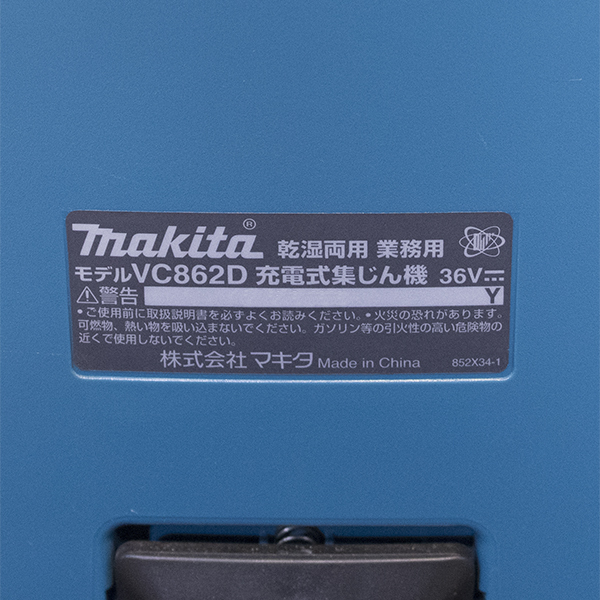 makita® 乾湿両用 業務用
モデルVC862D 充電式集じん機 36V⎓
⚠警告 Y
•ご使用前に取扱説明書を必ずよくお読みください。•火災の恐れがあります。
可燃物、熱い物を吸い込まないでください。ガソリン等の引火性の高い危険物の
近くで使用しないでください。
株式会社 マキタ Made in China 852X34-1